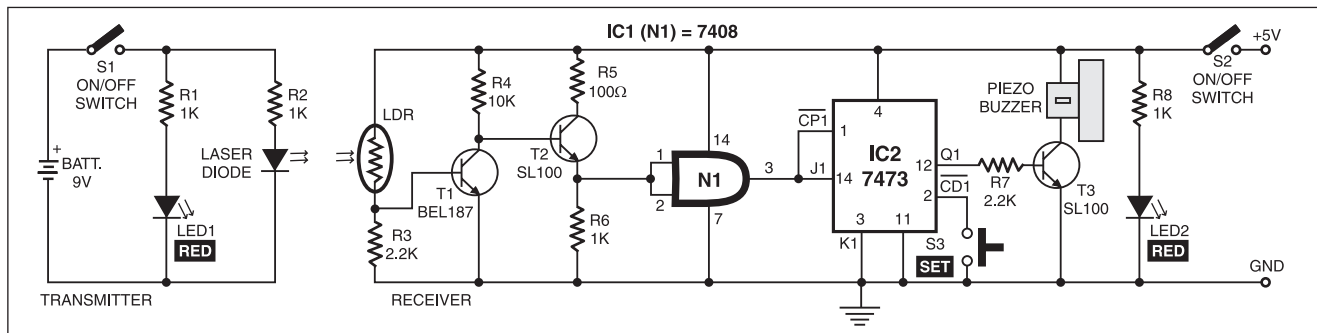 IC1 (N1) = 7408
S1
ON/OFF
SWITCH
R1
1K
R2
1K
+
BATT.
9V
LASER
DIODE
LED1
RED
TRANSMITTER
LDR
R4
10K
R5
100Ω
T1
BEL187
T2
SL100
R3
2.2K
R6
1K
RECEIVER
14
1
2
N1
3
7
CP1
1
J1
14
4
IC2
7473
Q1
12
CD1
2
3
11
K1
R7
2.2K
S3
SET
PIEZO
BUZZER
T3
SL100
R8
1K
LED2
RED
S2
ON/OFF
SWITCH
+5V
GND